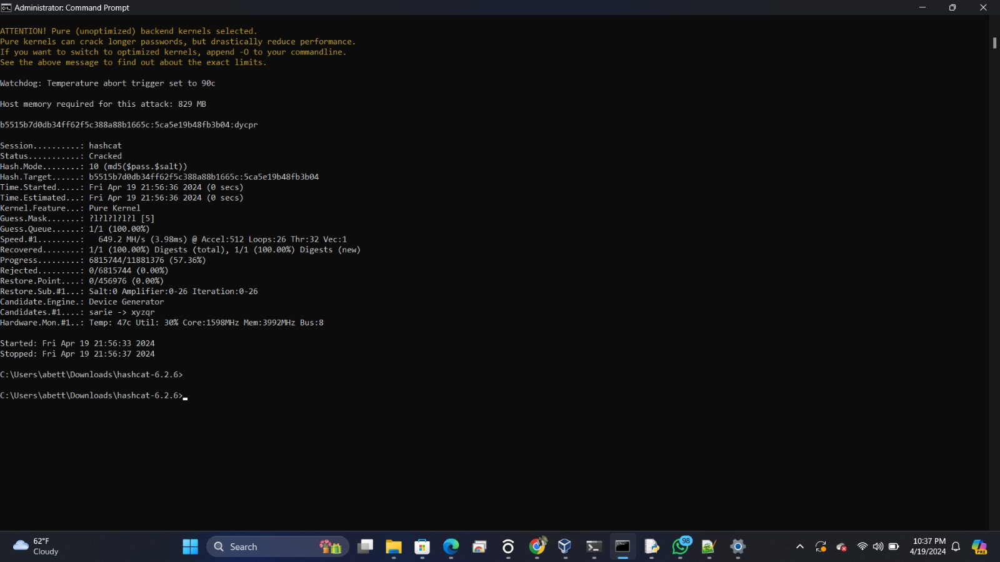 Administrator: Command Prompt
ATTENTION! Pure (unoptimized) backend kernels selected.
Pure kernels can crack longer passwords, but drastically reduce performance.
If you want to switch to optimized kernels, append -O to your commandline.
See the above message to find out about the exact limits.
Watchdog: Temperature abort trigger set to 90c
Host memory required for this attack: 829 MB
b5515b7d0db34ff62f5c388a88b1665c:5ca5e19b48fb3b04:dycpr
Session..........: hashcat
Status...........: Cracked
Hash.Mode........: 10 (md5($pass.$salt))
Hash.Target......: b5515b7d0db34ff62f5c388a88b1665c:5ca5e19b48fb3b04
Time.Started.....: Fri Apr 19 21:56:36 2024 (0 secs)
Time.Estimated...: Fri Apr 19 21:56:36 2024 (0 secs)
Kernel.Feature...: Pure Kernel
Guess.Mask.......: ?l?l?l?l?l [5]
Guess.Queue......: 1/1 (100.00%)
Speed.#1.........:   649.2 MH/s (3.98ms) @ Accel:512 Loops:26 Thr:32 Vec:1
Recovered........: 1/1 (100.00%) Digests (total), 1/1 (100.00%) Digests (new)
Progress.........: 6815744/11881376 (57.36%)
Rejected.........: 0/6815744 (0.00%)
Restore.Point....: 0/456976 (0.00%)
Restore.Sub.#1...: Salt:0 Amplifier:0-26 Iteration:0-26
Candidate.Engine.: Device Generator
Candidates.#1....: sarie -> xyzqr
Hardware.Mon.#1..: Temp: 47c Util: 30% Core:1598MHz Mem:3992MHz Bus:8
Started: Fri Apr 19 21:56:33 2024
Stopped: Fri Apr 19 21:56:37 2024
C:\Users\abett\Downloads\hashcat-6.2.6>
C:\Users\abett\Downloads\hashcat-6.2.6>
62°F
Cloudy
Search
98
10:37 PM
4/19/2024
PRE